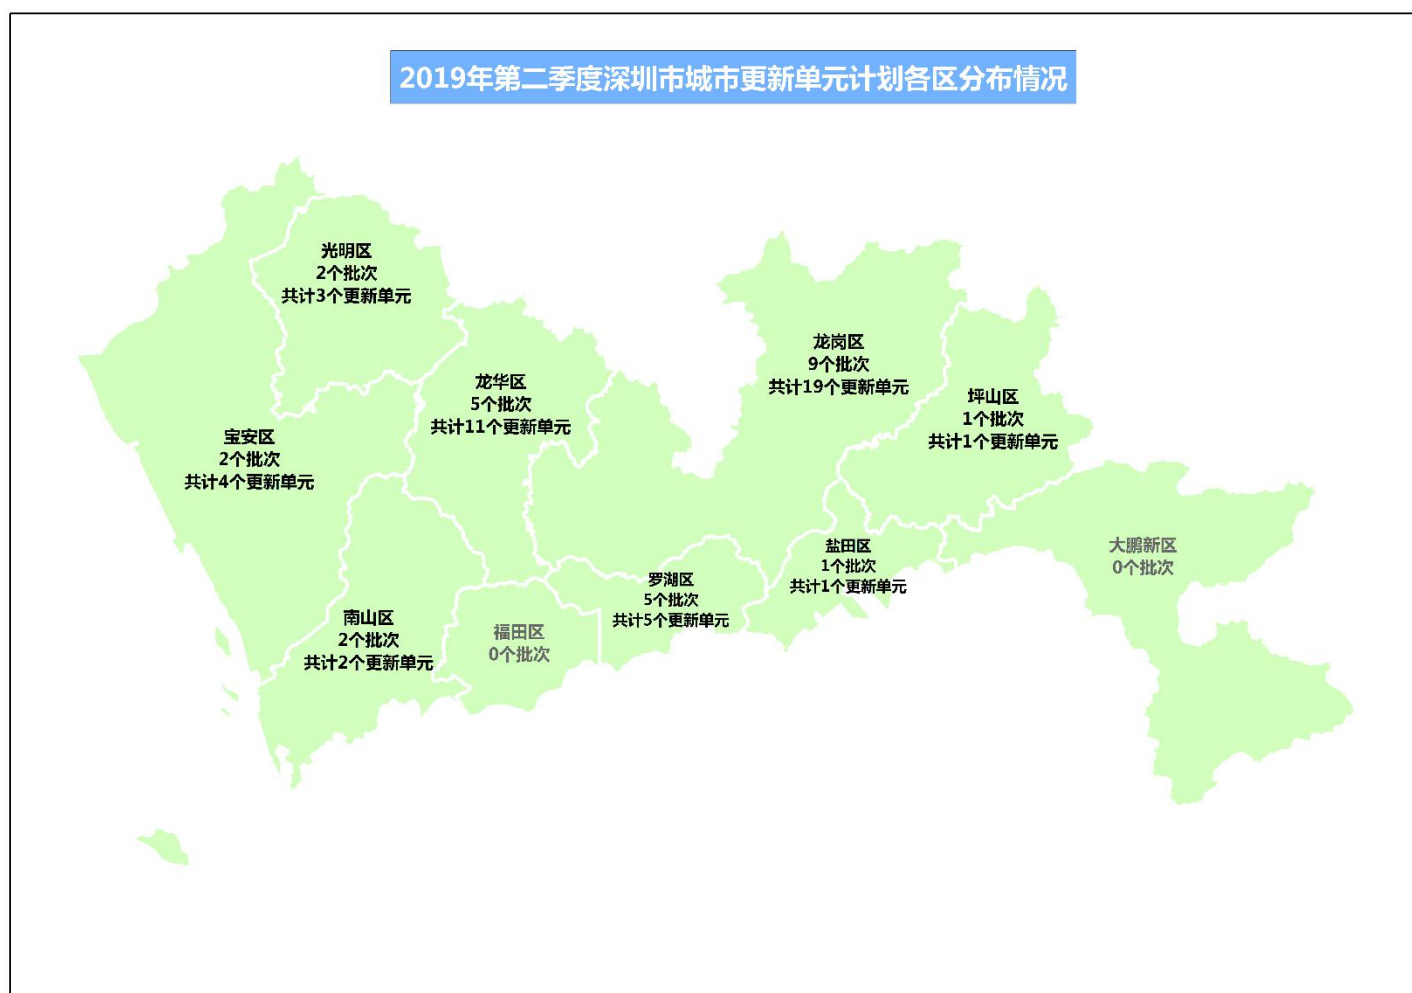 2019年第二季度深圳市城市更新单元计划各区分布情况
光明区
2个批次
共计3个更新单元
龙岗区
9个批次
共计19个更新单元
龙华区
5个批次
共计11个更新单元
坪山区
1个批次
共计1个更新单元
宝安区
2个批次
共计4个更新单元
大鹏新区
0个批次
盐田区
1个批次
共计1个更新单元
罗湖区
5个批次
共计5个更新单元
南山区
2个批次
共计2个更新单元
福田区
0个批次